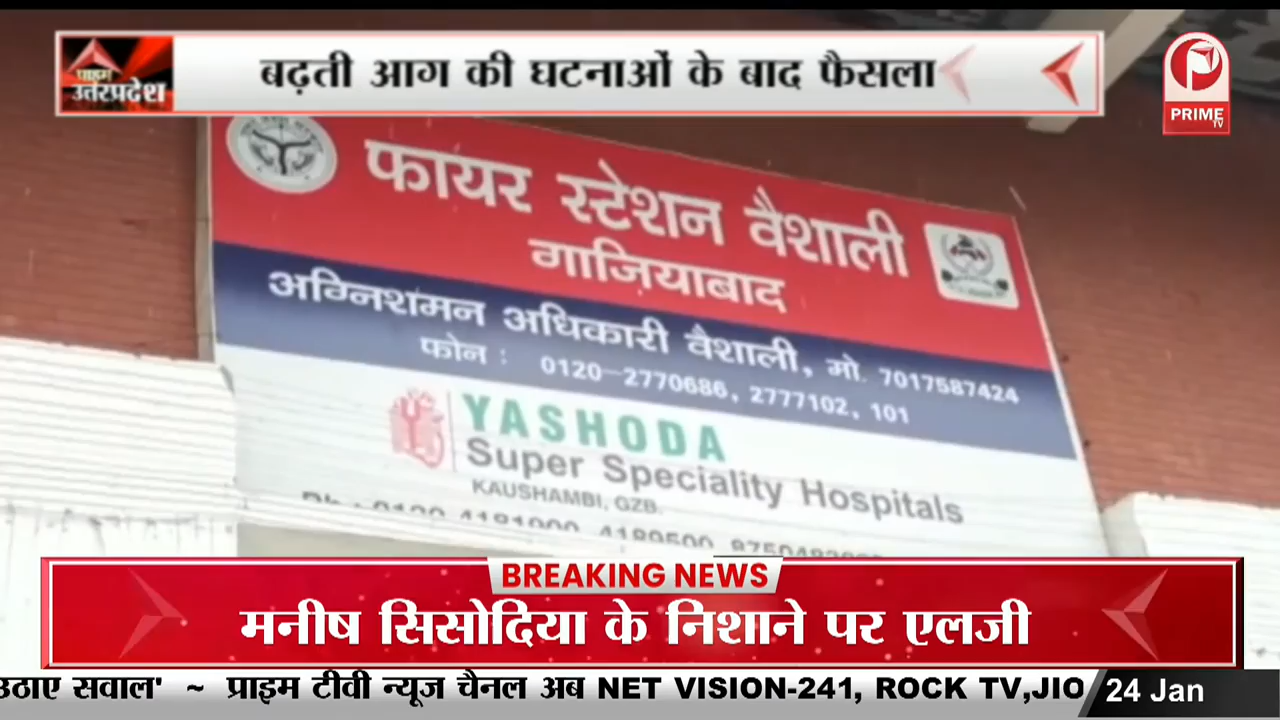 प्राइम
उत्तरप्रदेश
बढ़ती आग की घटनाओं के बाद फैसला
PRIME
TV
फायर स्टेशन वैशाली
गाजियाबाद
अग्निशमन अधिकारी वैशाली, मो. 7017587424
फोन : 0120-2770686, 2777102, 101
YASHODA
Super Speciality Hospitals
KAUSHAMBI, GZB.
BREAKING NEWS
मनीष सिसोदिया के निशाने पर एलजी
सवाल' ~ प्राइम टीवी न्यूज चैनल अब NET VISION-241, ROCK TV,JIO
24 Jan